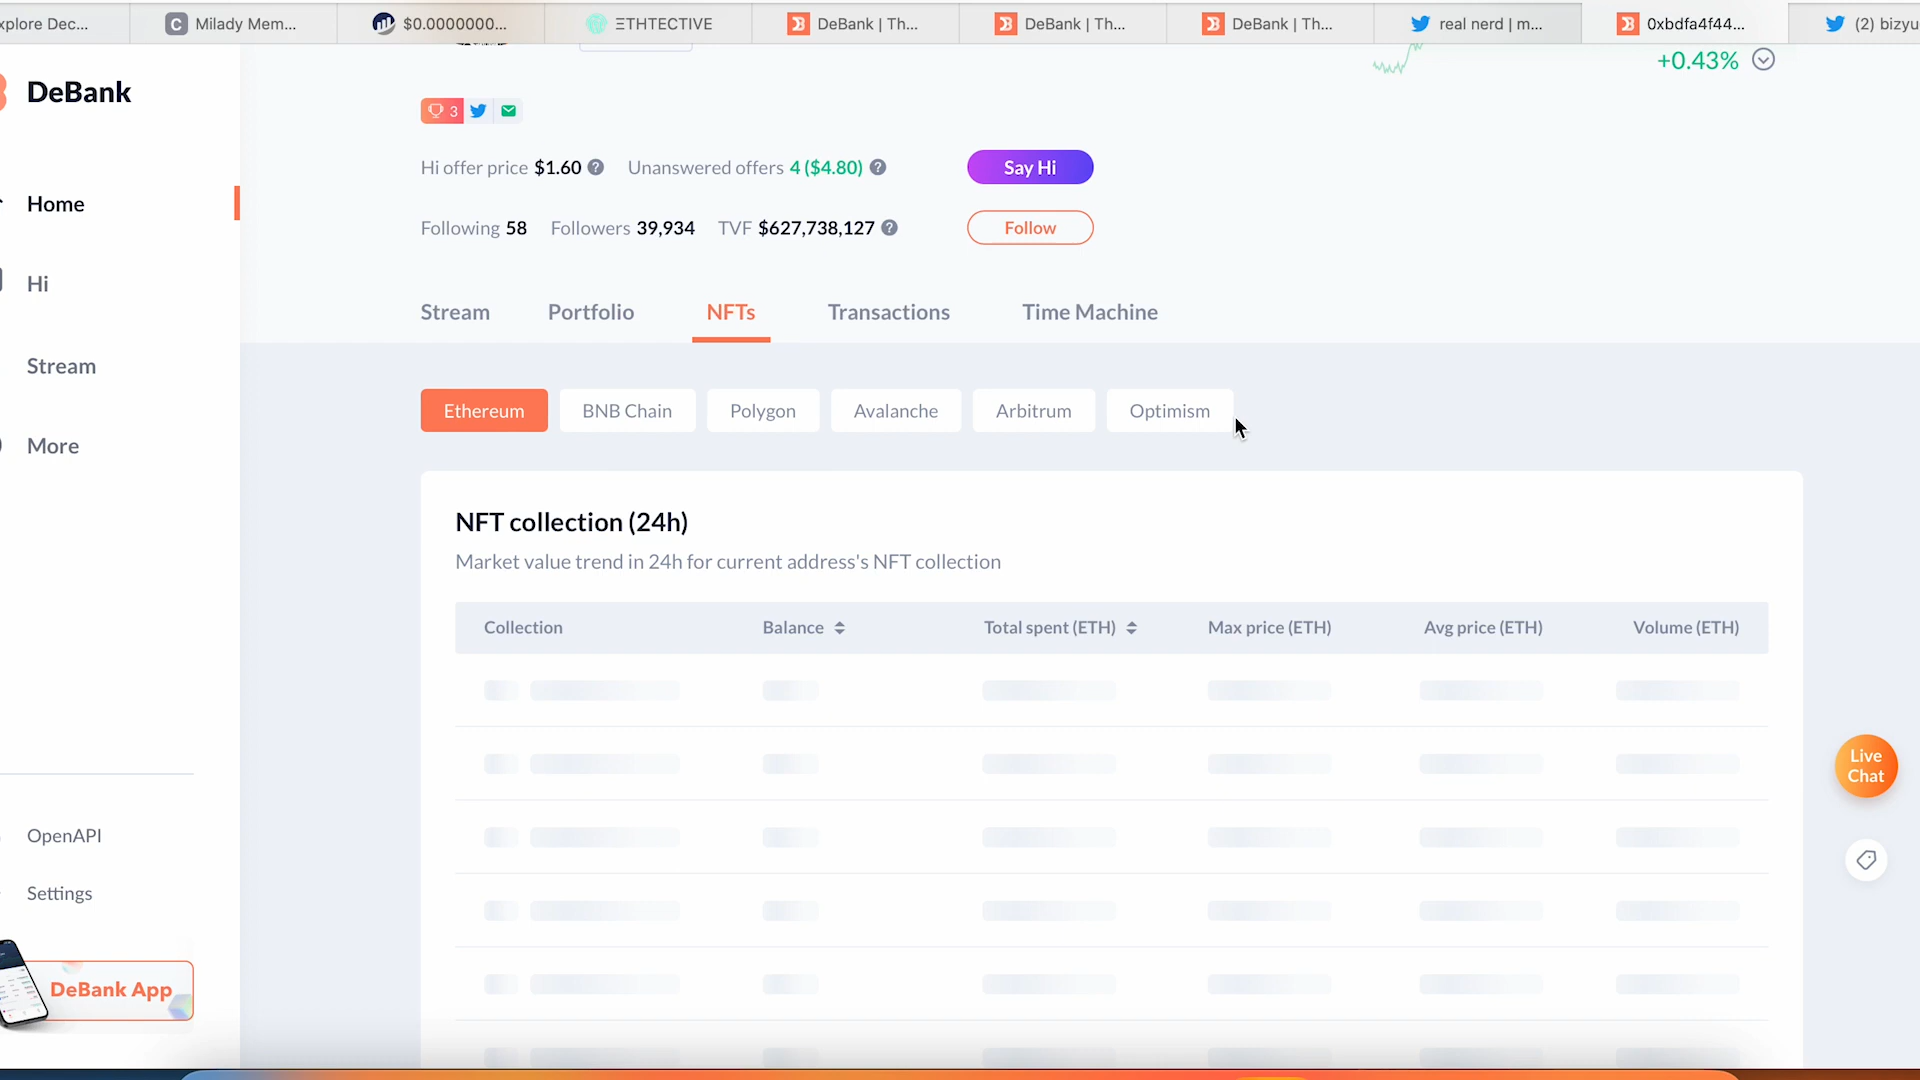 xplore Dec...
Milady Mem...
$0.0000000...
ΞTHTECTIVE
DeBank | Th...
DeBank | Th...
DeBank | Th...
real nerd | m...
0xbdfa4f44...
(2) bizyu
DeBank
+0.43%
3
Hi offer price $1.60 ? Unanswered offers 4 ($4.80) ?
Say Hi
Following 58 Followers 39,934 TVF $627,738,127 ?
Follow
Home
Hi
Stream
More
OpenAPI
Settings
DeBank App
Stream
Portfolio
NFTs
Transactions
Time Machine
Ethereum
BNB Chain
Polygon
Avalanche
Arbitrum
Optimism
NFT collection (24h)
Market value trend in 24h for current address's NFT collection
Collection
Balance
Total spent (ETH)
Max price (ETH)
Avg price (ETH)
Volume (ETH)
Live
Chat